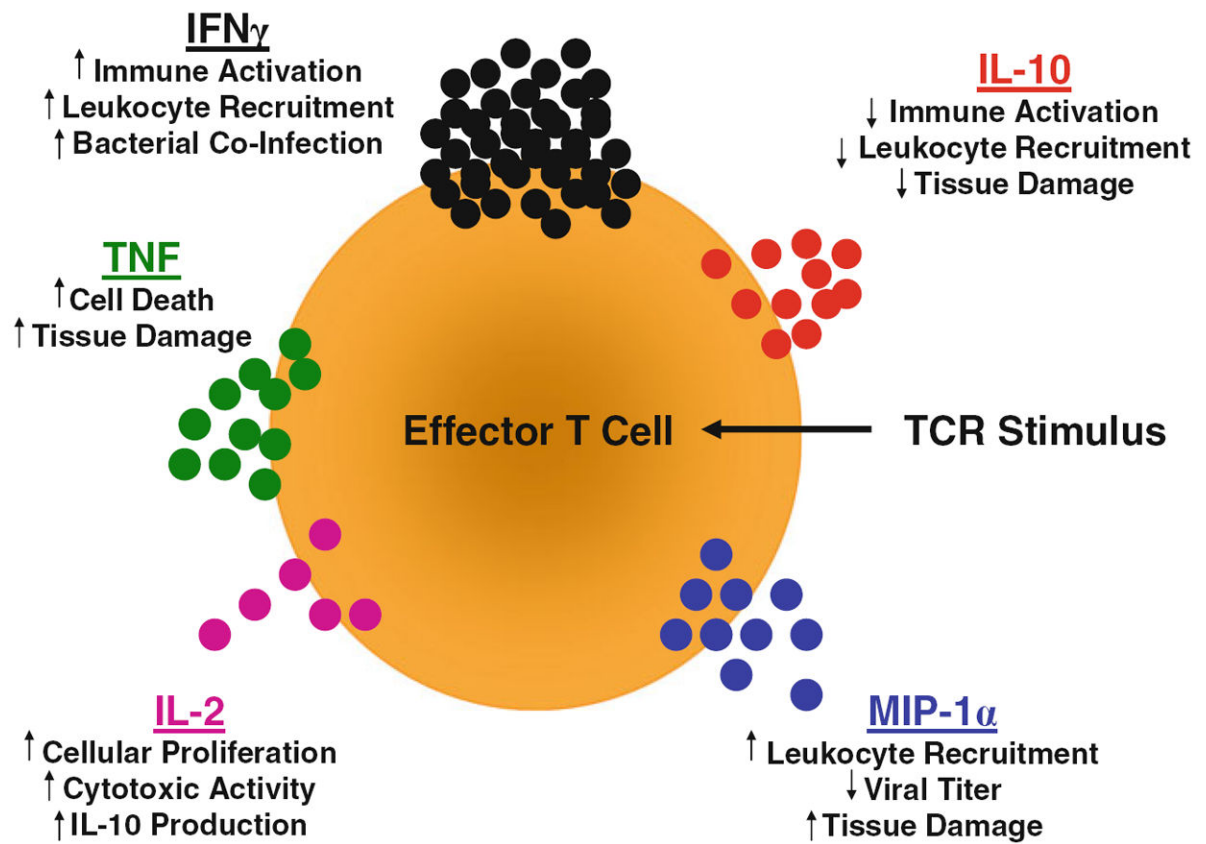 IFNγ
↑ Immune Activation
↑ Leukocyte Recruitment
↑ Bacterial Co-Infection
IL-10
↓ Immune Activation
↓ Leukocyte Recruitment
↓ Tissue Damage
TNF
↑ Cell Death
↑ Tissue Damage
Effector T Cell
TCR Stimulus
IL-2
↑ Cellular Proliferation
↑ Cytotoxic Activity
↑ IL-10 Production
MIP-1α
↑ Leukocyte Recruitment
↓ Viral Titer
↑ Tissue Damage